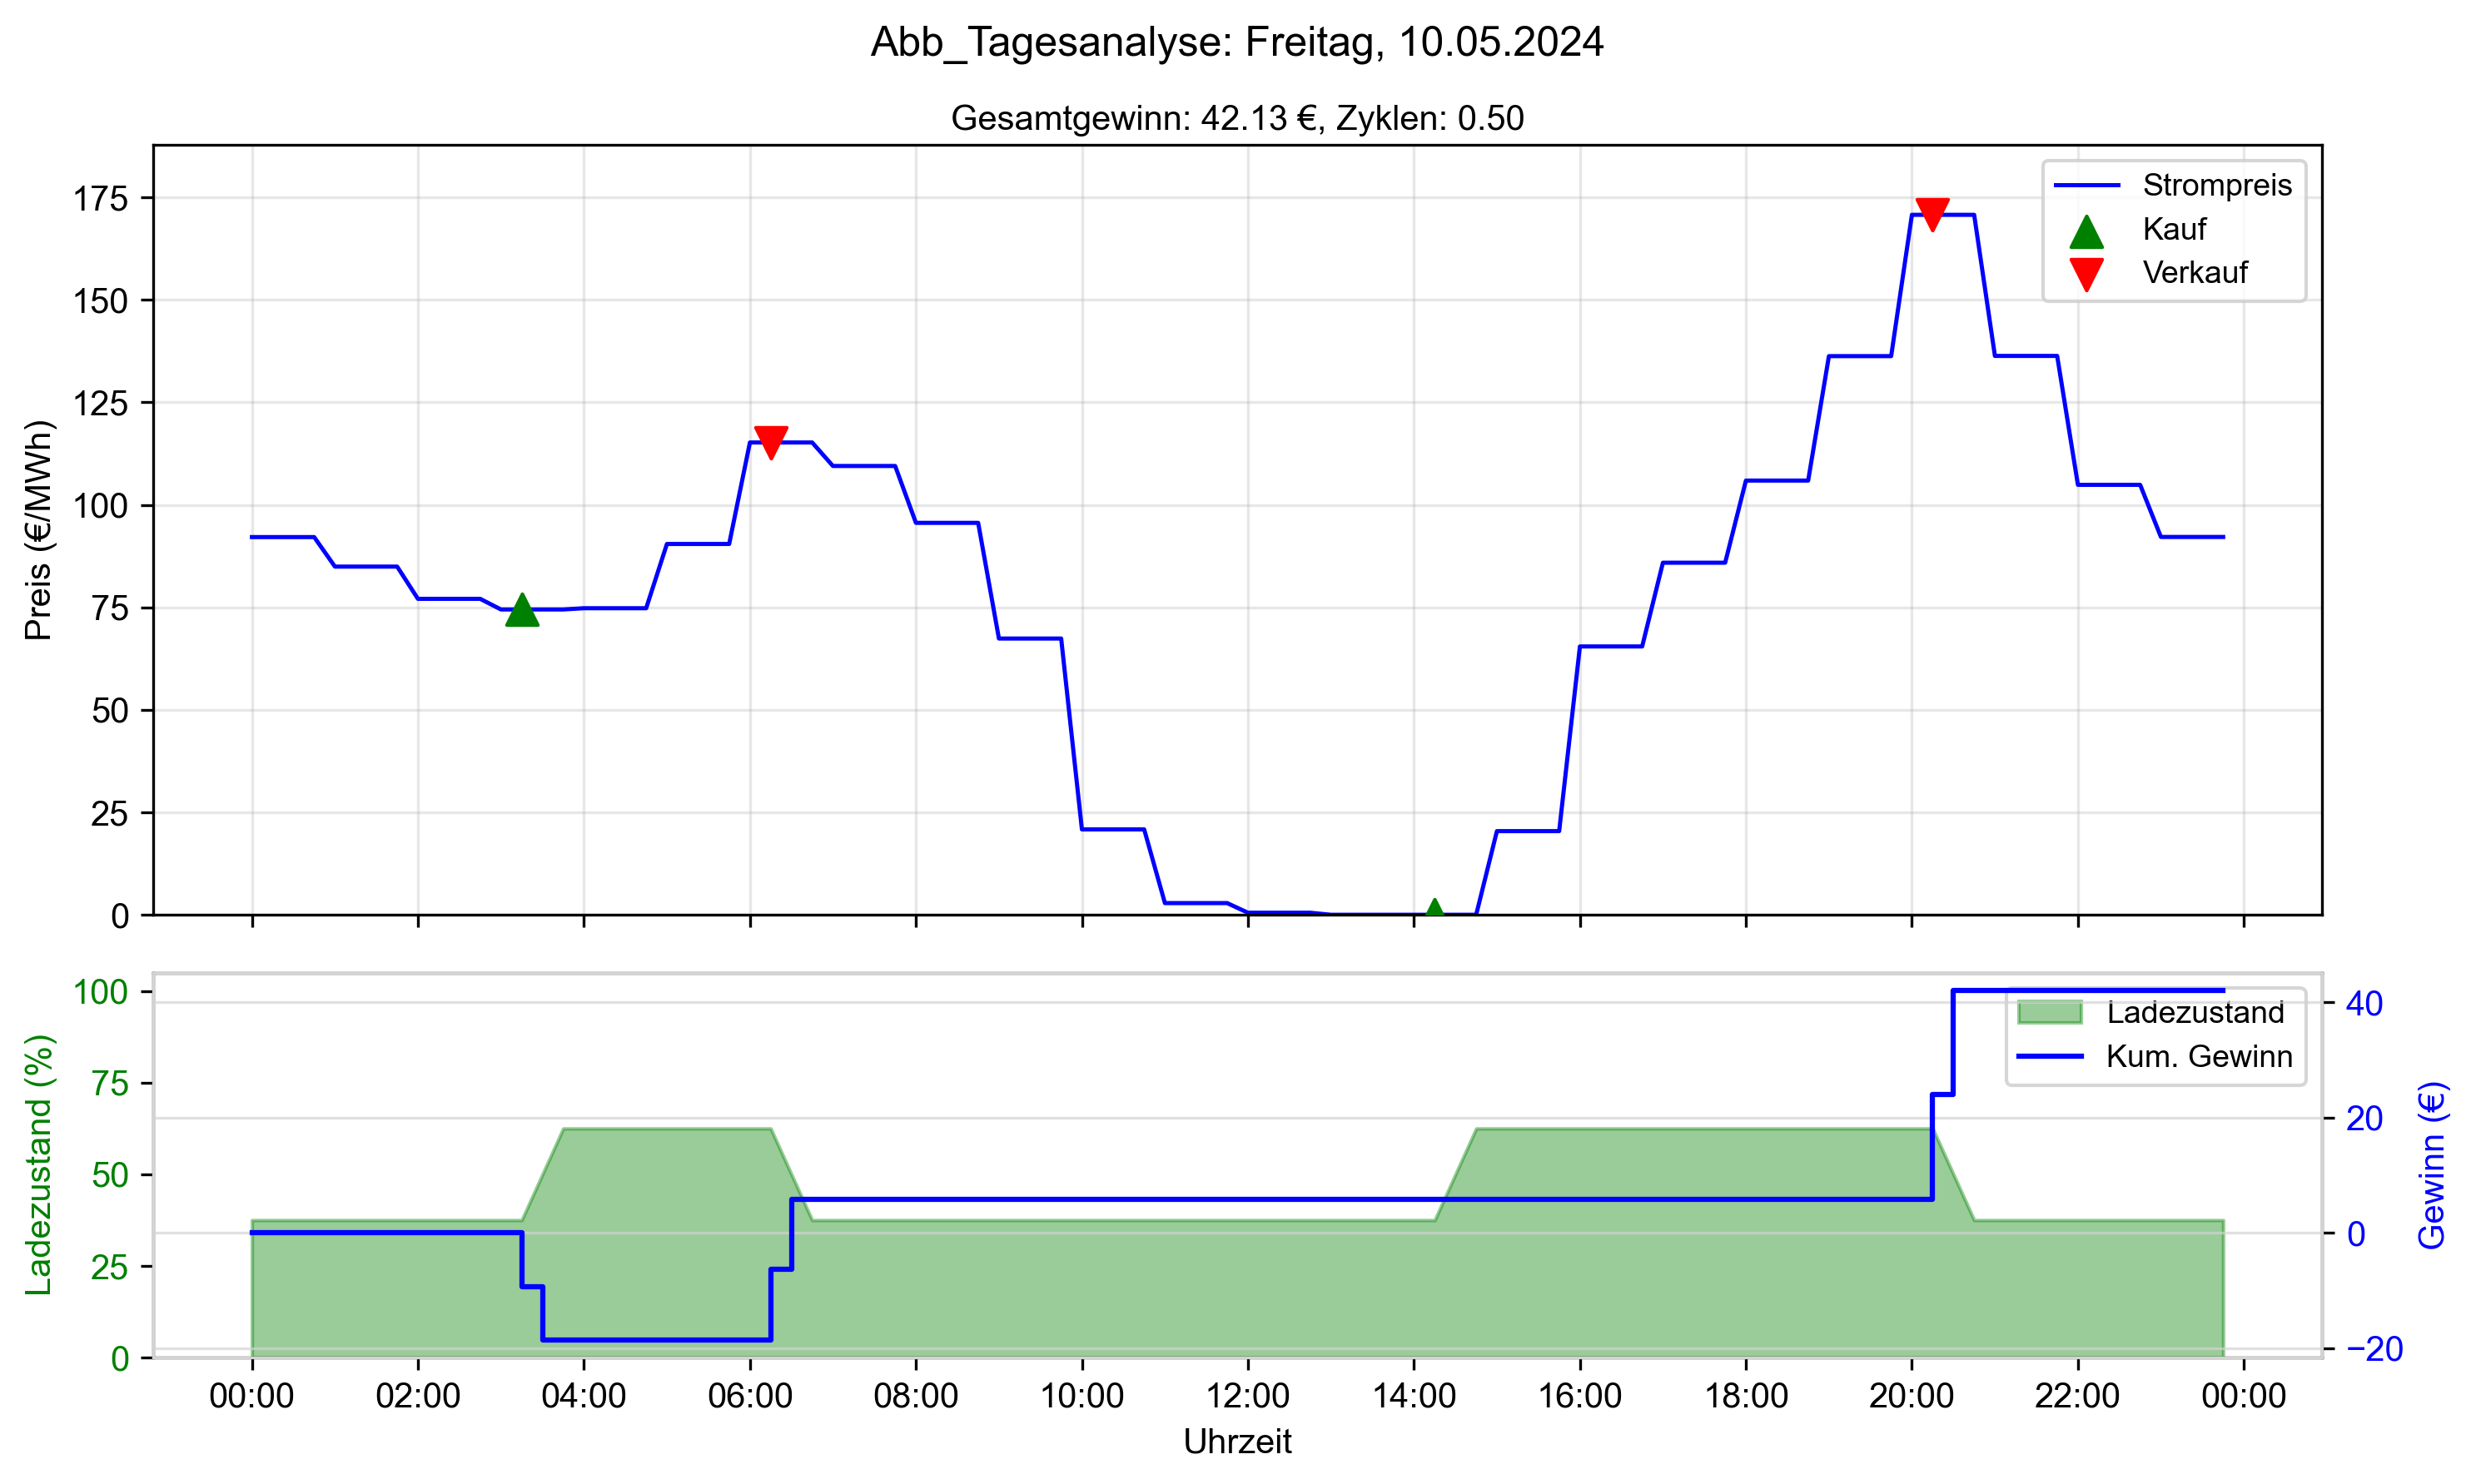 Abb_Tagesanalyse: Freitag, 10.05.2024
Gesamtgewinn: 42.13 €, Zyklen: 0.50
Preis (€/MWh)
175
150
125
100
75
50
25
0
Strompreis
Kauf
Verkauf
Ladezustand (%)
100
75
50
25
0
Ladezustand
Kum. Gewinn
40
20
0
−20
Gewinn (€)
00:00 02:00 04:00 06:00 08:00 10:00 12:00 14:00 16:00 18:00 20:00 22:00 00:00
Uhrzeit